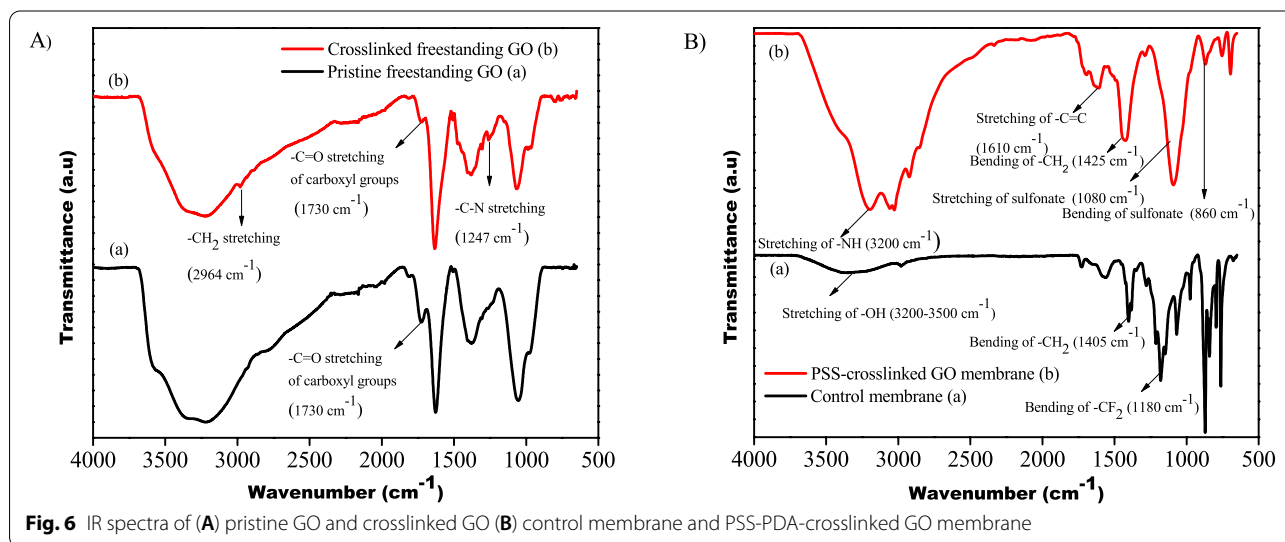 A)
Crosslinked freestanding GO (b)
Pristine freestanding GO (a)
(b)
-C=O stretching
of carboxyl groups
(1730 cm⁻¹)
-CH₂ stretching
(2964 cm⁻¹)
-C-N stretching
(1247 cm⁻¹)
(a)
-C=O stretching
of carboxyl groups
(1730 cm⁻¹)
Transmittance (a.u)
4000 3500 3000 2500 2000 1500 1000 500
Wavenumber (cm⁻¹)
B)
(b)
Stretching of -C=C
(1610 cm⁻¹)
Bending of -CH₂ (1425 cm⁻¹)
Stretching of sulfonate (1080 cm⁻¹)
Bending of sulfonate (860 cm⁻¹)
Stretching of -NH (3200 cm⁻¹)
(a)
Stretching of -OH (3200-3500 cm⁻¹)
Bending of -CH₂ (1405 cm⁻¹)
PSS-crosslinked GO membrane (b)
Control membrane (a)
Bending of -CF₂ (1180 cm⁻¹)
Transmittance (a.u)
4000 3500 3000 2500 2000 1500 1000 500
Wavenumber (cm⁻¹)
Fig. 6 IR spectra of (A) pristine GO and crosslinked GO (B) control membrane and PSS-PDA-crosslinked GO membrane